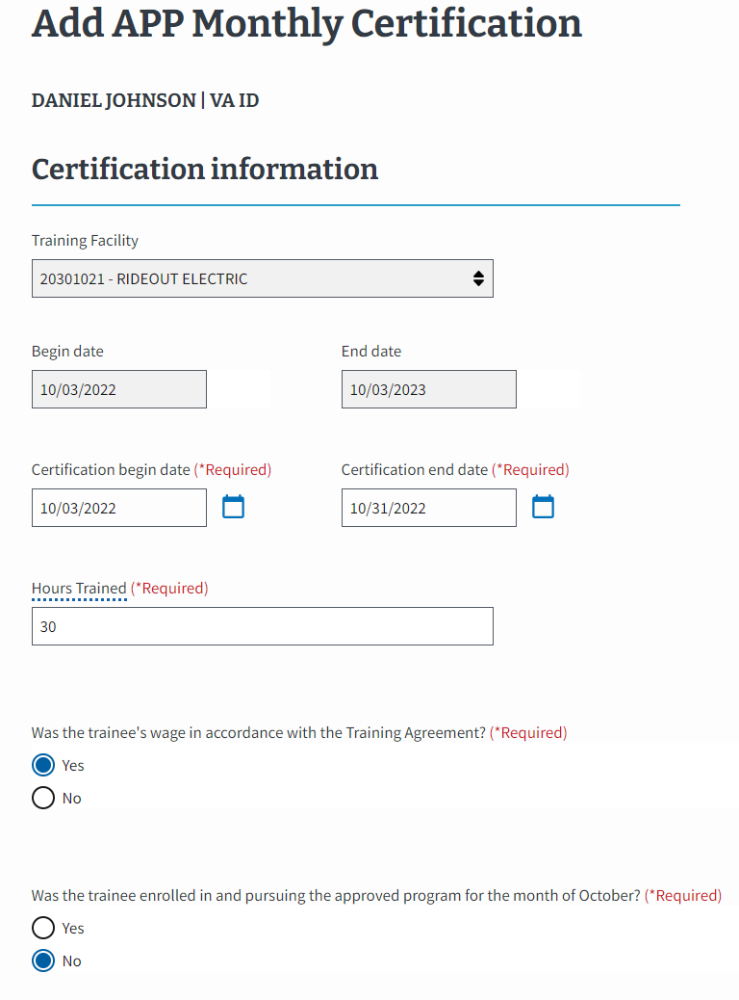 Add APP Monthly Certification
DANIEL JOHNSON | VA ID
Certification information
Training Facility
20301021 - RIDEOUT ELECTRIC
Begin date
End date
10/03/2022
10/03/2023
Certification begin date (*Required)
Certification end date (*Required)
10/03/2022
10/31/2022
Hours Trained (*Required)
30
Was the trainee's wage in accordance with the Training Agreement? (*Required)
Yes
No
Was the trainee enrolled in and pursuing the approved program for the month of October? (*Required)
Yes
No